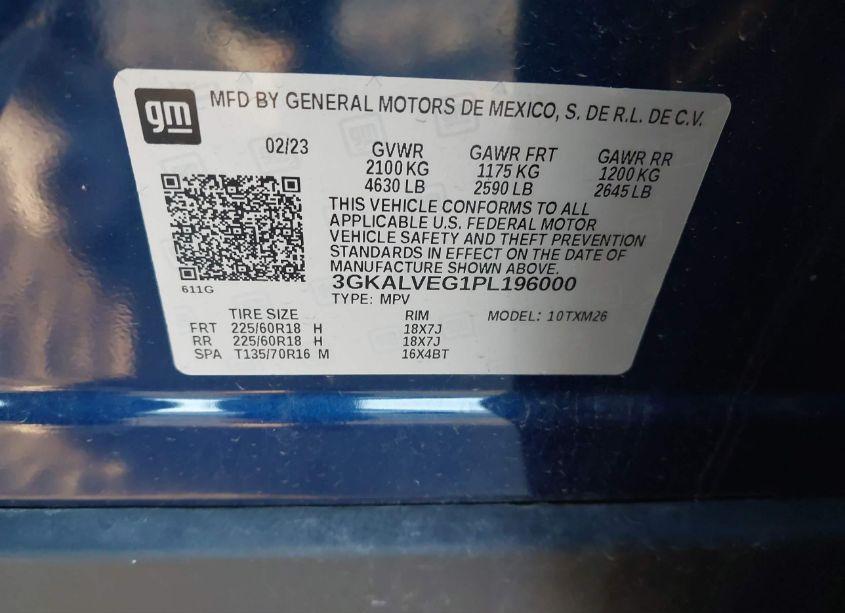 gm
MFD BY GENERAL MOTORS DE MEXICO, S. DE R.L. DE C.V.
02/23 GVWR GAWR FRT GAWR RR
2100 KG 1175 KG 1200 KG
4630 LB 2590 LB 2645 LB
THIS VEHICLE CONFORMS TO ALL
APPLICABLE U.S. FEDERAL MOTOR
VEHICLE SAFETY AND THEFT PREVENTION
STANDARDS IN EFFECT ON THE DATE OF
MANUFACTURE SHOWN ABOVE.
611G 3GKALVEG1PL196000
TYPE: MPV
TIRE SIZE RIM MODEL: 10TXM26
FRT 225/60R18 H 18X7J
RR 225/60R18 H 18X7J
SPA T135/70R16 M 16X4BT